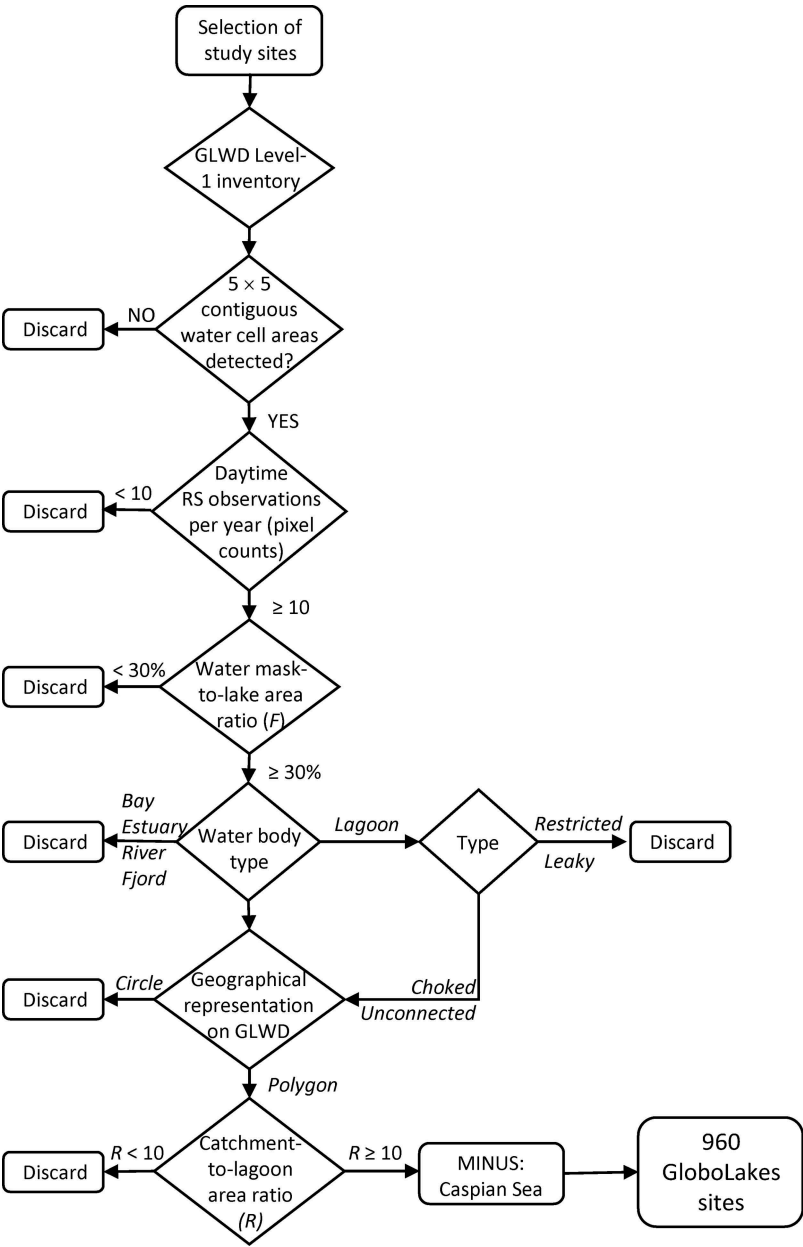 Selection of
study sites
GLWD Level-
1 inventory
5 × 5
contiguous
water cell areas
detected?
NO
Discard
YES
Daytime
RS observations
per year (pixel
counts)
< 10
Discard
≥ 10
Water mask-
to-lake area
ratio (F)
< 30%
Discard
≥ 30%
Water body
type
Bay
Estuary
River
Fjord
Discard
Lagoon
Type
Restricted
Leaky
Discard
Choked
Unconnected
Geographical
representation
on GLWD
Circle
Discard
Polygon
Catchment-
to-lagoon
area ratio
(R)
R < 10
Discard
R ≥ 10
MINUS:
Caspian Sea
960
GloboLakes
sites